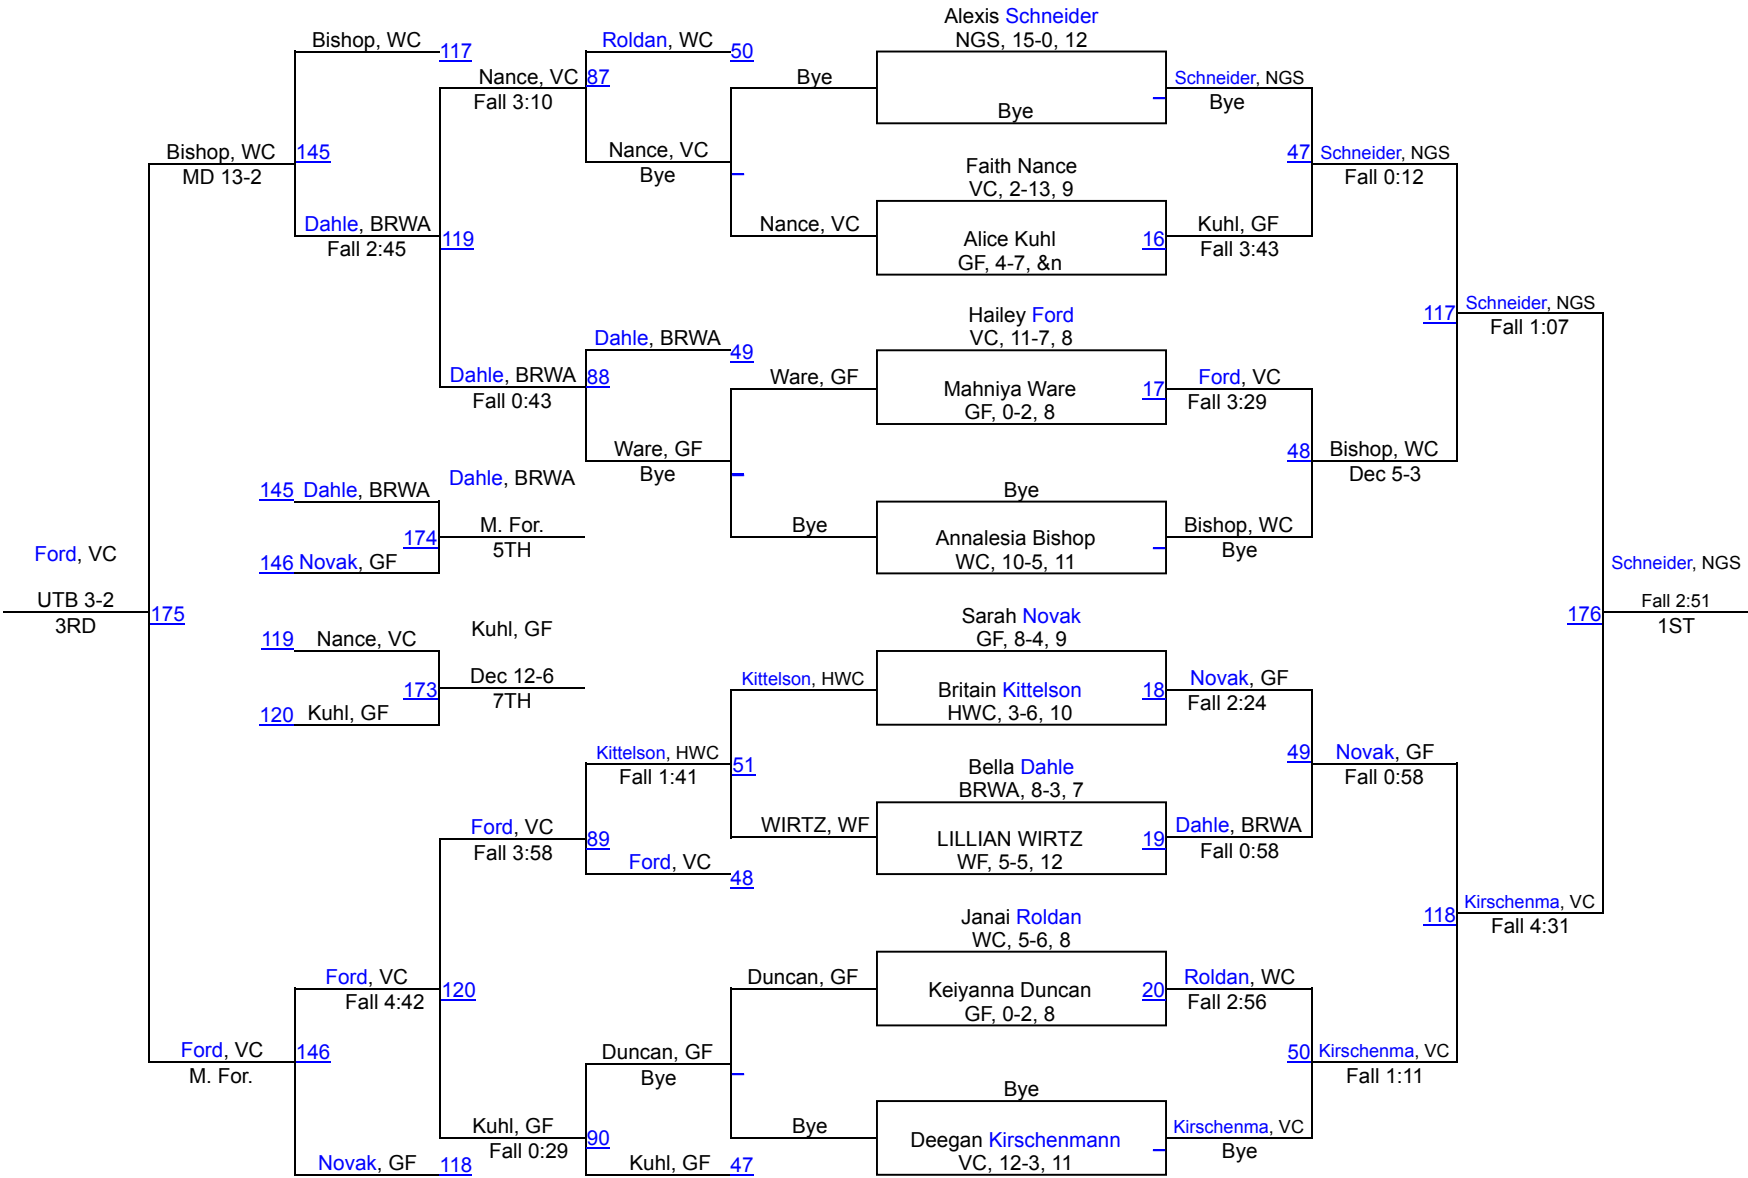 Alexis Schneider
NGS, 15-0, 12
Bishop, WC
117
Roldan, WC
50
Nance, VC
87
Fall 3:10
Bye
Schneider, NGS
Bye
Bye
Bishop, WC
145
MD 13-2
Nance, VC
Bye
Faith Nance
VC, 2-13, 9
47
Schneider, NGS
Fall 0:12
Dahle, BRWA
Fall 2:45
119
Nance, VC
Alice Kuhl
GF, 4-7, &n
16
Kuhl, GF
Fall 3:43
Hailey Ford
VC, 11-7, 8
117
Schneider, NGS
Fall 1:07
Dahle, BRWA
49
Dahle, BRWA
88
Fall 0:43
Ware, GF
Mahniya Ware
GF, 0-2, 8
17
Ford, VC
Fall 3:29
Ware, GF
Bye
48
Bishop, WC
Dec 5-3
145
Dahle, BRWA
Dahle, BRWA
Bye
174
M. For.
5TH
Bye
Annalesia Bishop
WC, 10-5, 11
Bishop, WC
Bye
146
Novak, GF
Ford, VC
UTB 3-2
3RD
175
Schneider, NGS
176
Fall 2:51
1ST
119
Nance, VC
Kuhl, GF
Sarah Novak
GF, 8-4, 9
173
Dec 12-6
7TH
Kittelson, HWC
Britain Kittelson
HWC, 3-6, 10
18
Novak, GF
Fall 2:24
120
Kuhl, GF
Kittelson, HWC
Fall 1:41
51
Bella Dahle
BRWA, 8-3, 7
49
Novak, GF
Fall 0:58
Ford, VC
Fall 3:58
89
WIRTZ, WF
LILLIAN WIRTZ
WF, 5-5, 12
19
Dahle, BRWA
Fall 0:58
Ford, VC
48
Janai Roldan
WC, 5-6, 8
118
Kirschenma, VC
Fall 4:31
Ford, VC
Fall 4:42
120
Duncan, GF
Keiyanna Duncan
GF, 0-2, 8
20
Roldan, WC
Fall 2:56
Ford, VC
146
M. For.
Duncan, GF
Bye
50
Kirschenma, VC
Fall 1:11
Bye
Kuhl, GF
Fall 0:29
90
Bye
Deegan Kirschenmann
VC, 12-3, 11
Kirschenma, VC
Bye
Novak, GF
118
Kuhl, GF
47